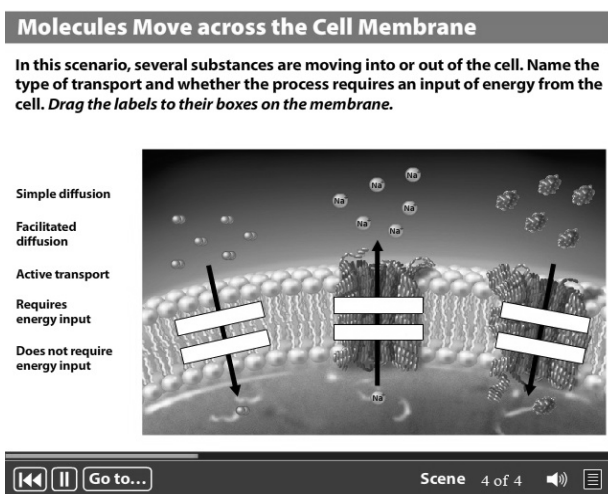 Molecules Move across the Cell Membrane
In this scenario, several substances are moving into or out of the cell. Name the
type of transport and whether the process requires an input of energy from the
cell. Drag the labels to their boxes on the membrane.
Simple diffusion
Facilitated
diffusion
Active transport
Requires
energy input
Does not require
energy input
Na+
Na+
Na+
Na+
Na+
Na+
Na+
Go to...
Scene 4 of 4